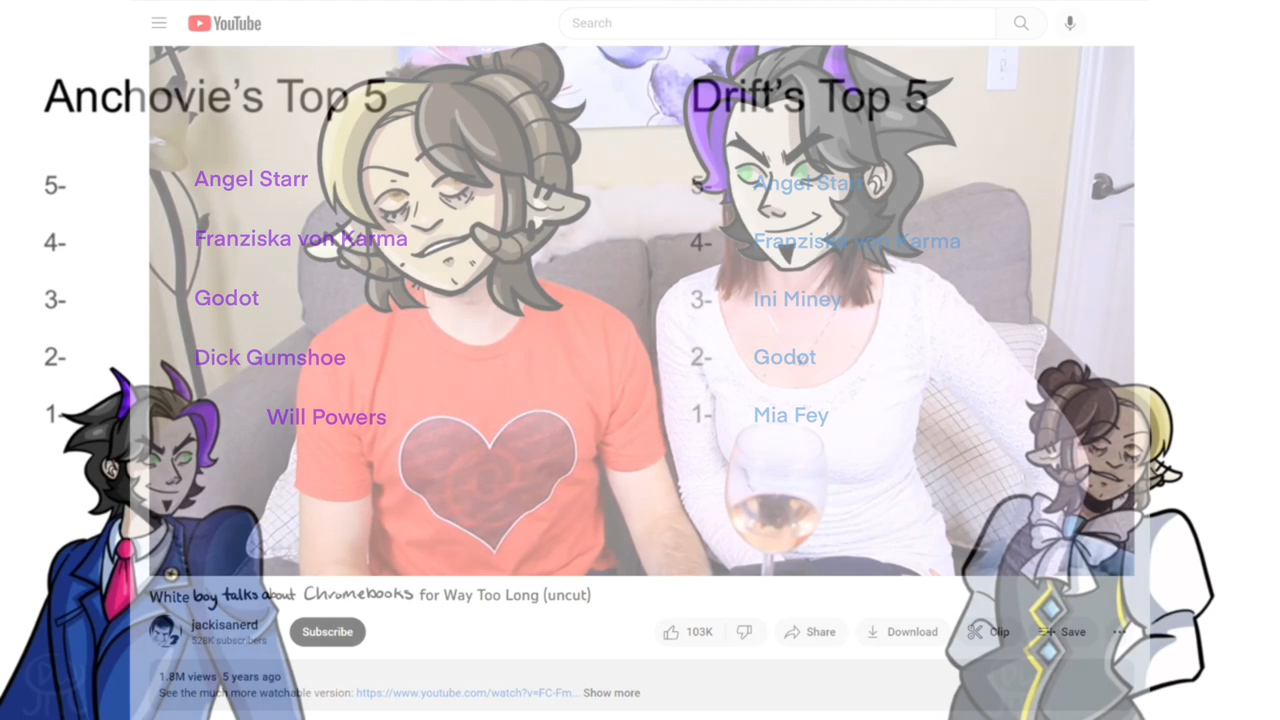 YouTube
Search
Anchovie's Top 5
Drift's Top 5
5- Angel Starr
5- Angel Starr
4- Franziska von Karma
4- Franziska von Karma
3- Godot
3- Ini Miney
2- Dick Gumshoe
2- Godot
1- Will Powers
1- Mia Fey
White boy talks about Chromebooks for Way Too Long (uncut)
jackisanerd
528K subscribers
Subscribe
103K
Share
Download
Clip
Save
1.8M views 5 years ago
See the much more watchable version: https://www.youtube.com/watch?v=FC-Fm... Show more